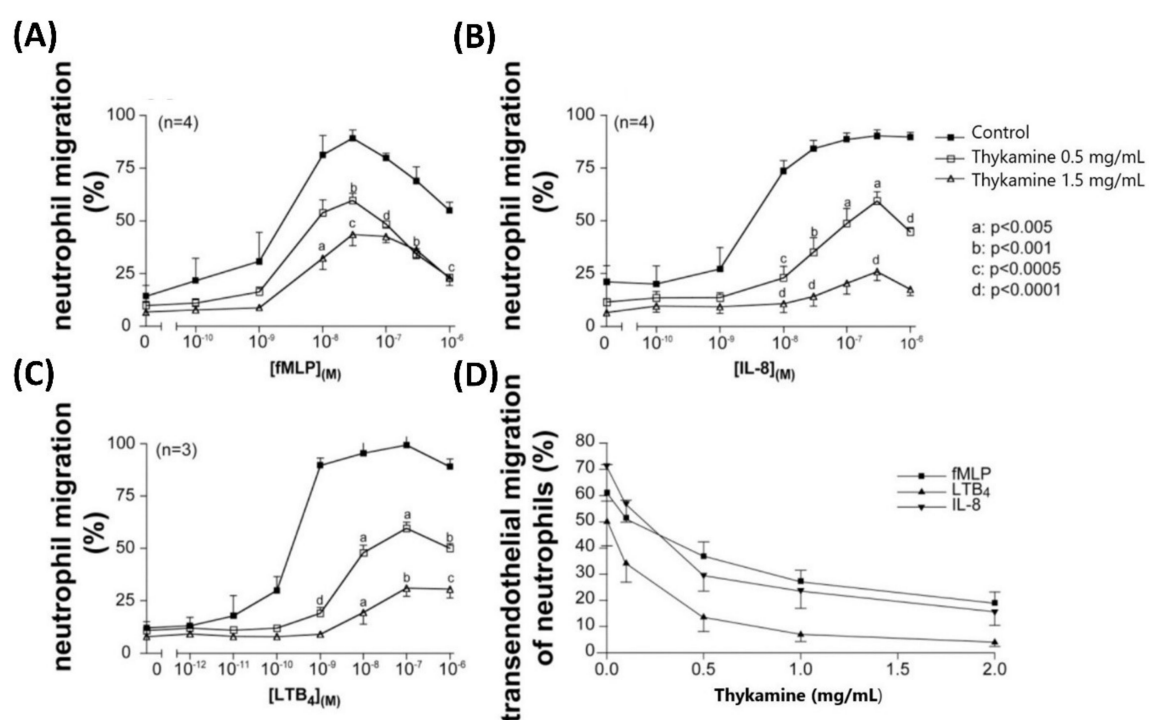 (A)
neutrophil migration
(%)
100
75
50
25
0
(n=4)
b
d
c
a
b
c
0 10⁻¹⁰ 10⁻⁹ 10⁻⁸ 10⁻⁷ 10⁻⁶
[fMLP](M)
(B)
neutrophil migration
(%)
100
75
50
25
0
(n=4)
a
a
d
b
c
d
d
d
0 10⁻¹⁰ 10⁻⁹ 10⁻⁸ 10⁻⁷ 10⁻⁶
[IL-8](M)
Control
Thykamine 0.5 mg/mL
Thykamine 1.5 mg/mL
a: p<0.005
b: p<0.001
c: p<0.0005
d: p<0.0001
(C)
neutrophil migration
(%)
100
75
50
25
0
(n=3)
a
a
b
d
b
c
a
0 10⁻¹² 10⁻¹¹ 10⁻¹⁰ 10⁻⁹ 10⁻⁸ 10⁻⁷ 10⁻⁶
[LTB₄](M)
(D)
transendothelial migration
of neutrophils (%)
80
70
60
50
40
30
20
10
0
fMLP
LTB₄
IL-8
0.0 0.5 1.0 1.5 2.0
Thykamine (mg/mL)